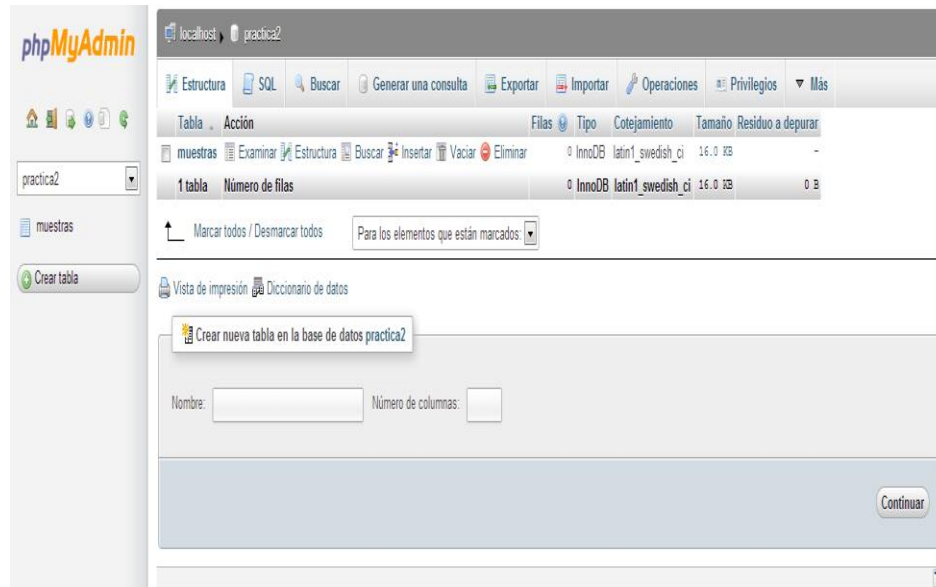 phpMyAdmin
practica2
muestras
Crear tabla
localhost practica2
Estructura SQL Buscar Generar una consulta Exportar Importar Operaciones Privilegios Más
Tabla Acción Filas Tipo Cotejamiento Tamaño Residuo a depurar
muestras Examinar Estructura Buscar Insertar Vaciar Eliminar 0 InnoDB latin1_swedish_ci 16.0 KB -
1 tabla Número de filas 0 InnoDB latin1_swedish_ci 16.0 KB 0 B
Marcar todos / Desmarcar todos Para los elementos que están marcados:
Vista de impresión Diccionario de datos
Crear nueva tabla en la base de datos practica2
Nombre: Número de columnas:
Continuar